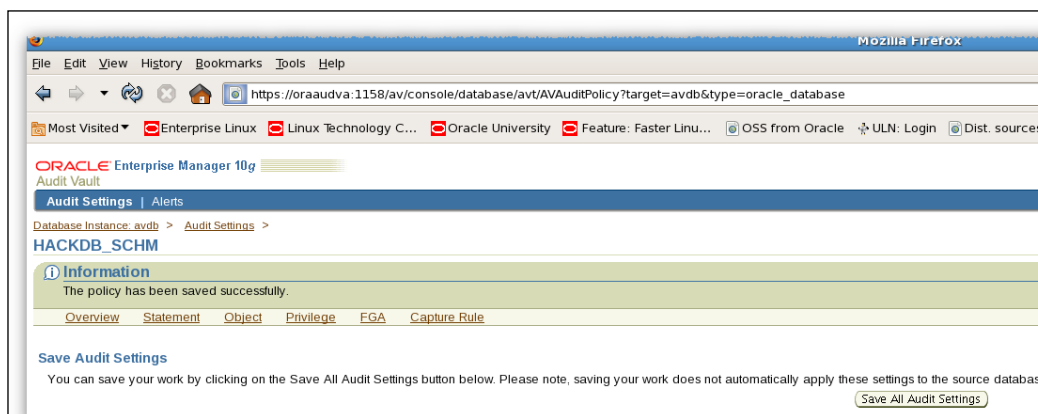 Mozilla Firefox
File Edit View History Bookmarks Tools Help
https://oraaudva:1158/av/console/database/avt/AVAuditPolicy?target=avdb&type=oracle_database
Most Visited Enterprise Linux Linux Technology C... Oracle University Feature: Faster Linu... OSS from Oracle ULN: Login Dist. sources
ORACLE Enterprise Manager 10g
Audit Vault
Audit Settings | Alerts
Database Instance: avdb > Audit Settings >
HACKDB_SCHM
Information
The policy has been saved successfully.
Overview Statement Object Privilege FGA Capture Rule
Save Audit Settings
You can save your work by clicking on the Save All Audit Settings button below. Please note, saving your work does not automatically apply these settings to the source databas
Save All Audit Settings